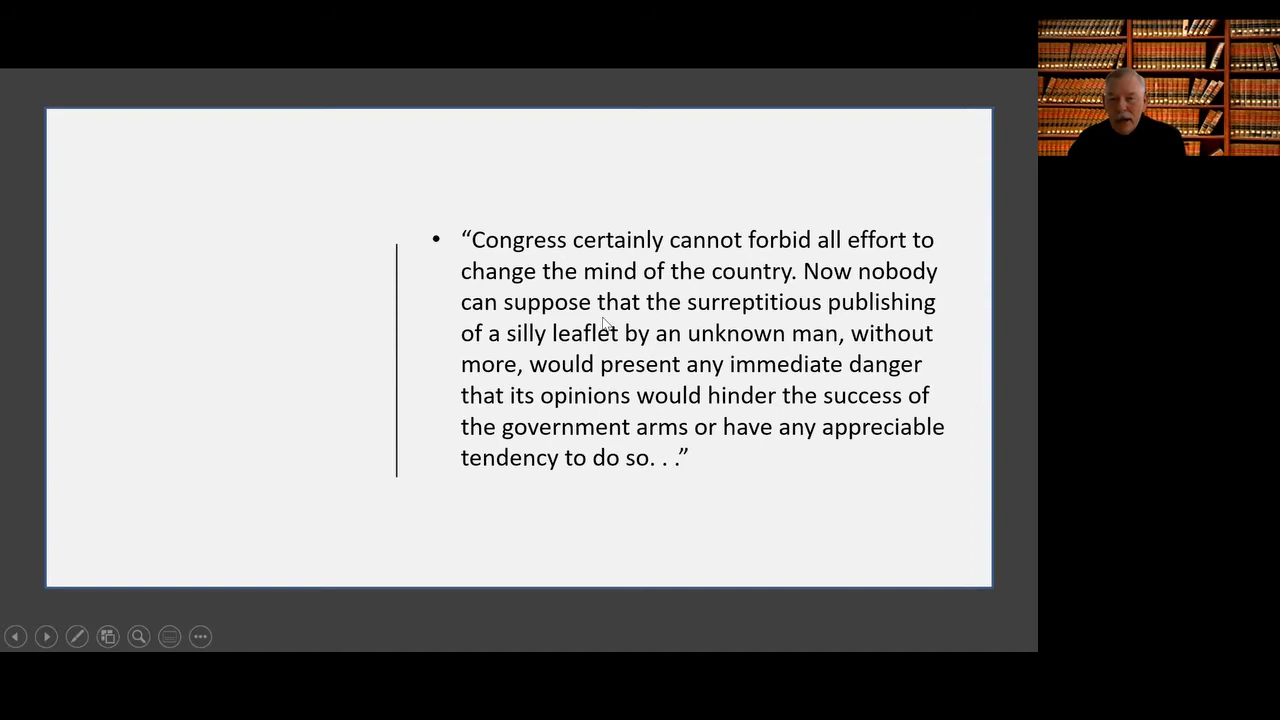 • “Congress certainly cannot forbid all effort to
change the mind of the country. Now nobody
can suppose that the surreptitious publishing
of a silly leaflet by an unknown man, without
more, would present any immediate danger
that its opinions would hinder the success of
the government arms or have any appreciable
tendency to do so. . .”